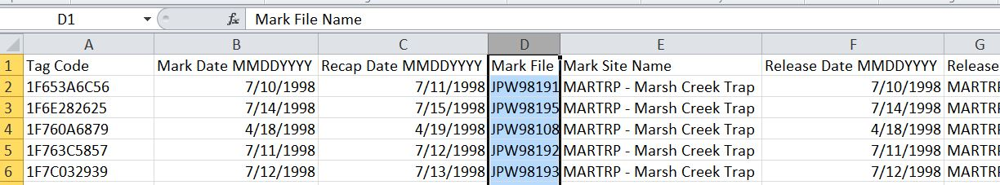 D1 fx Mark File Name
A B C D E F G
1 Tag Code Mark Date MMDDYYYY Recap Date MMDDYYYY Mark File Mark Site Name Release Date MMDDYYYY Release
2 1F653A6C56 7/10/1998 7/11/1998 JPW98191 MARTRP - Marsh Creek Trap 7/10/1998 MARTRP
3 1F6E282625 7/14/1998 7/15/1998 JPW98195 MARTRP - Marsh Creek Trap 7/14/1998 MARTRP
4 1F760A6879 4/18/1998 4/19/1998 JPW98108 MARTRP - Marsh Creek Trap 4/18/1998 MARTRP
5 1F763C5857 7/11/1998 7/12/1998 JPW98192 MARTRP - Marsh Creek Trap 7/11/1998 MARTRP
6 1F7C032939 7/12/1998 7/13/1998 JPW98193 MARTRP - Marsh Creek Trap 7/12/1998 MARTRP